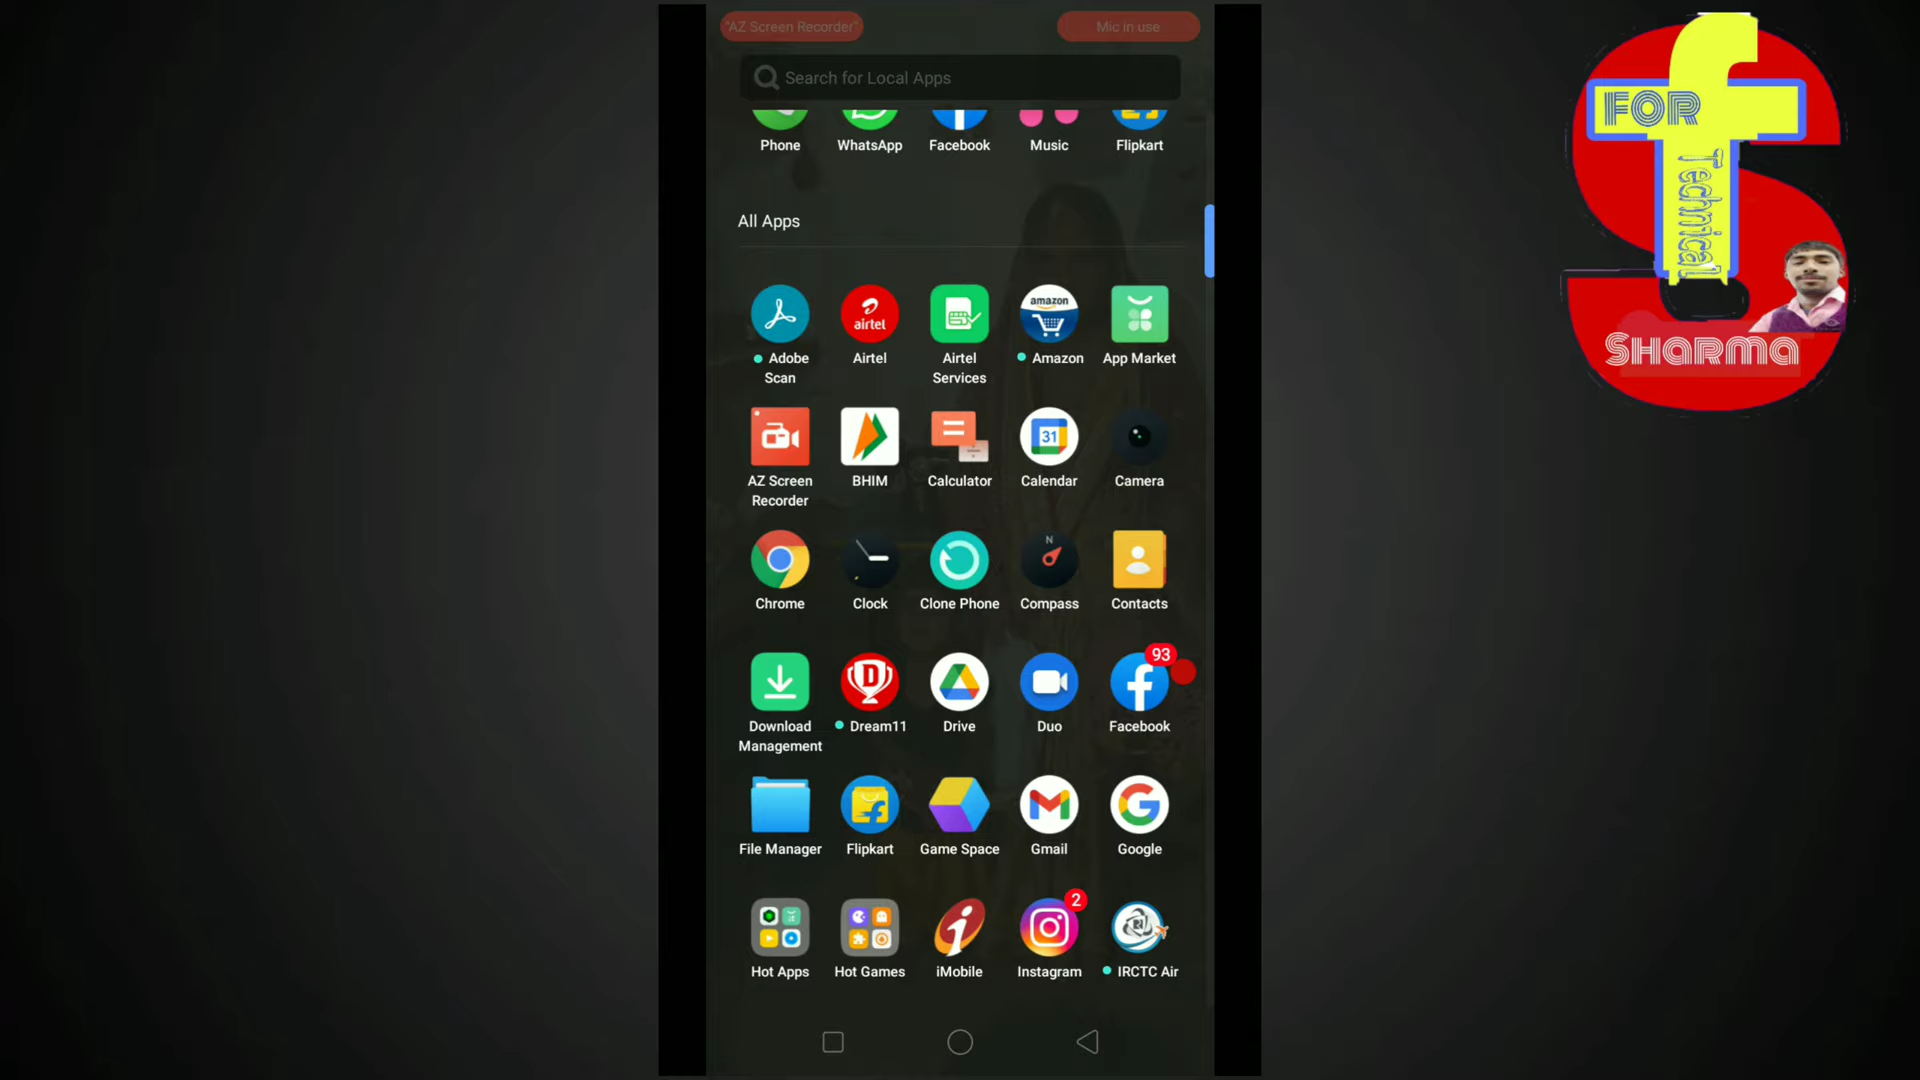 "AZ Screen Recorder"
Mic in use
Search for Local Apps
Phone
WhatsApp
Facebook
Music
Flipkart
All Apps
airtel
amazon
Adobe Scan
Airtel
Airtel Services
Amazon
App Market
31
AZ Screen Recorder
BHIM
Calculator
Calendar
Camera
N
Chrome
Clock
Clone Phone
Compass
Contacts
93
D
Download Management
Dream11
Drive
Duo
Facebook
File Manager
Flipkart
Game Space
Gmail
Google
2
Hot Apps
Hot Games
iMobile
Instagram
IRCTC Air
FOR
Technical
Sharma